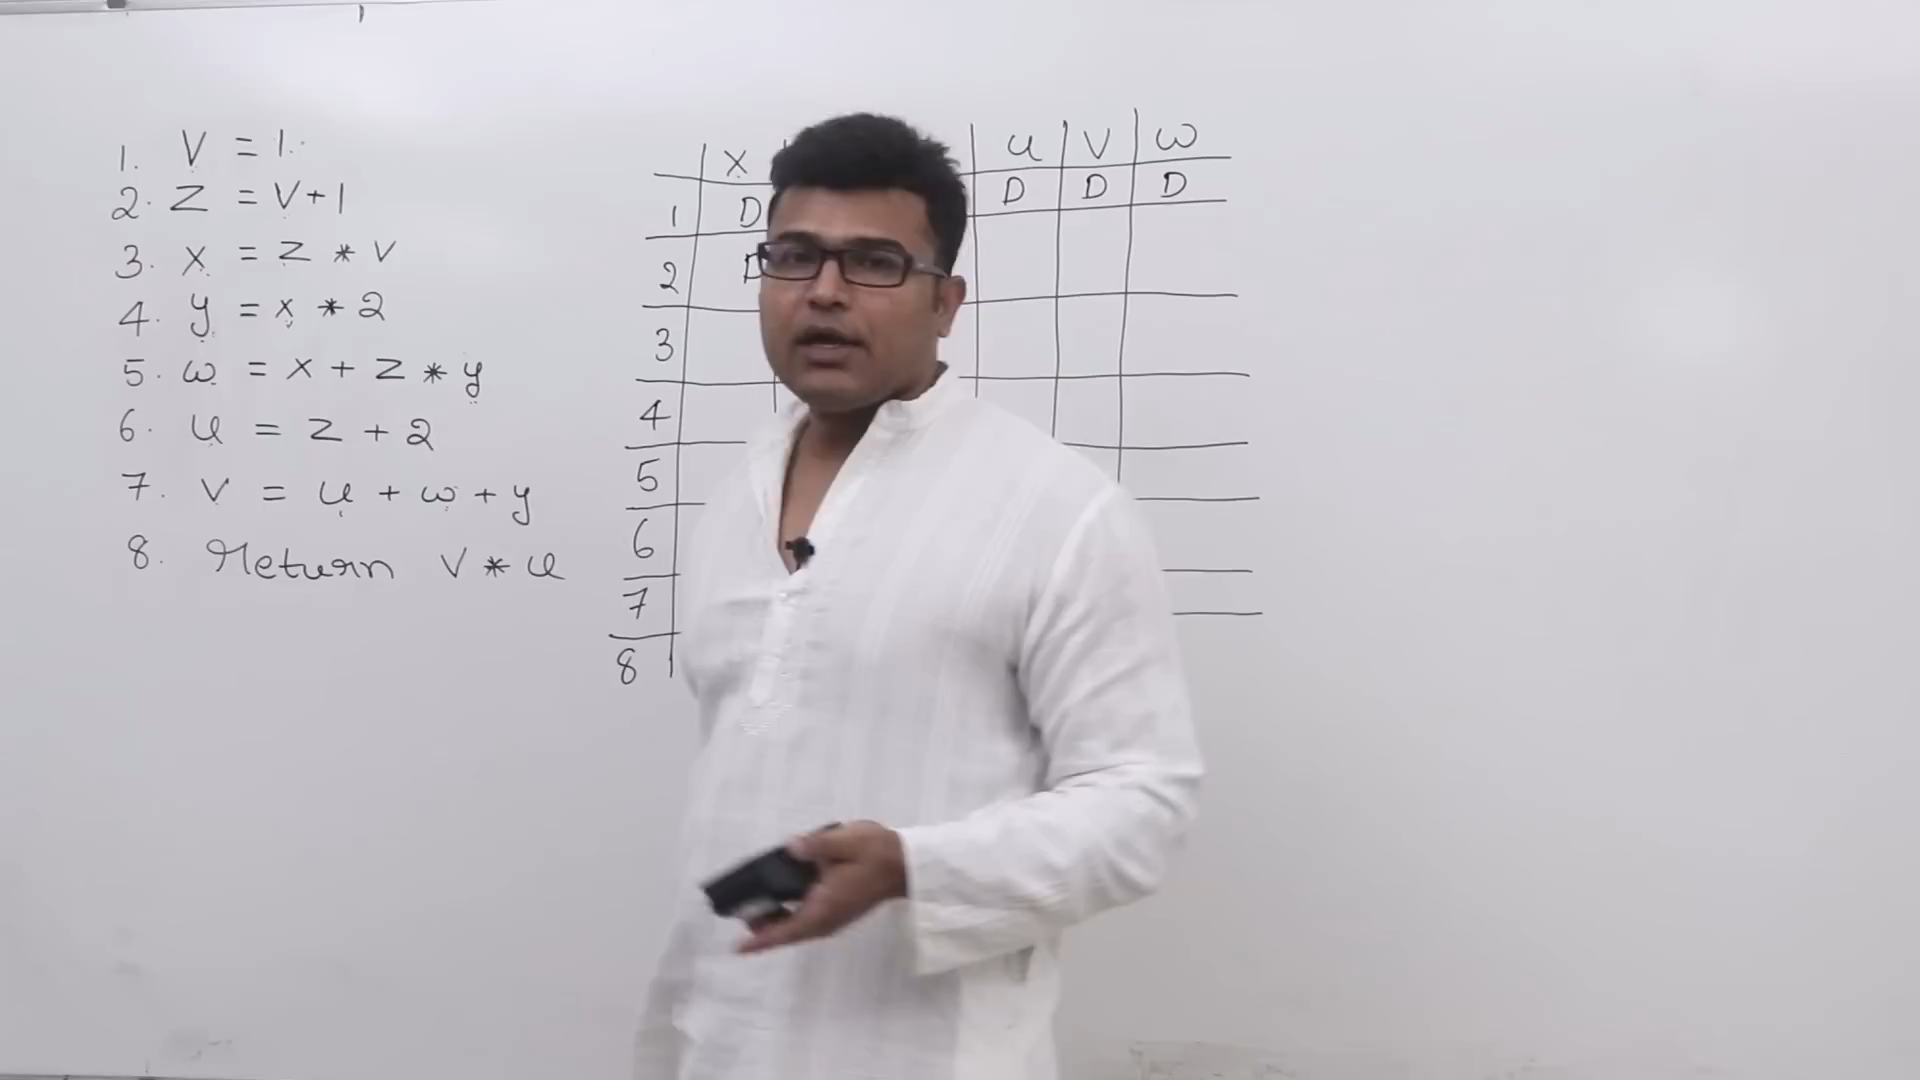 1. V = 1
2. Z = V + 1
3. X = Z * V
4. y = x * 2
5. w = x + z * y
6. u = z + 2
7. v = u + w + y
8. Return v * u
X u V w
1 D D D D
2
3
4
5
6
7
8